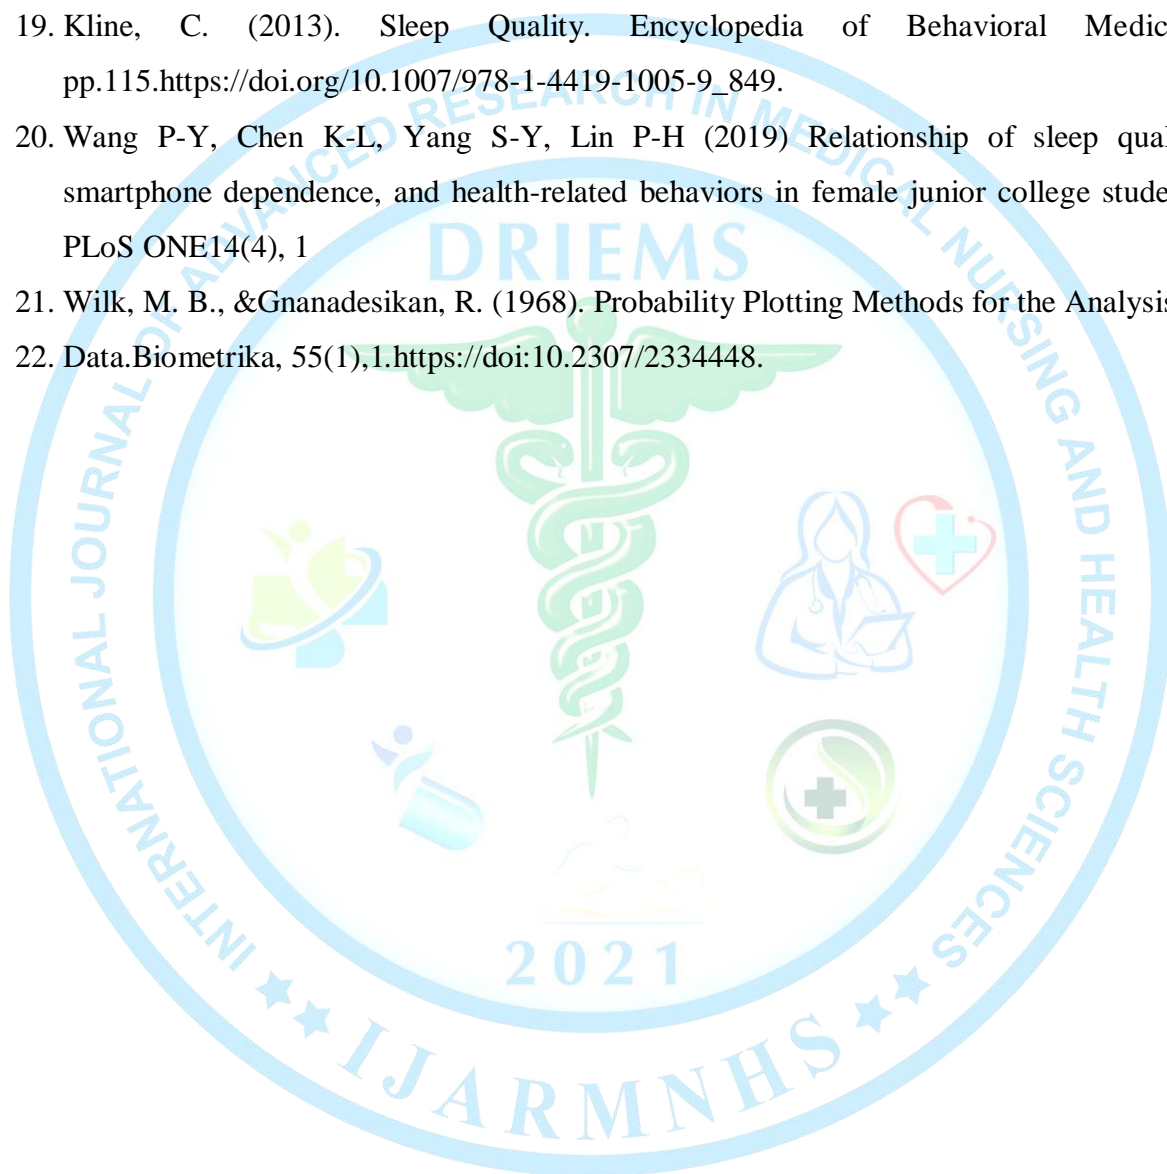 19. Kline, C. (2013). Sleep Quality. Encyclopedia of Behavioral Medic
pp.115.https://doi.org/10.1007/978-1-4419-1005-9_849.
20. Wang P-Y, Chen K-L, Yang S-Y, Lin P-H (2019) Relationship of sleep qual
smartphone dependence, and health-related behaviors in female junior college stude
PLoS ONE14(4), 1
21. Wilk, M. B., &Gnanadesikan, R. (1968). Probability Plotting Methods for the Analysis
22. Data.Biometrika, 55(1),1.https://doi:10.2307/2334448.
INTERNATIONAL JOURNAL OF ADVANCED RESEARCH IN MEDICAL NURSING AND HEALTH SCIENCES
DRIEMS
2021
IJARMNHS